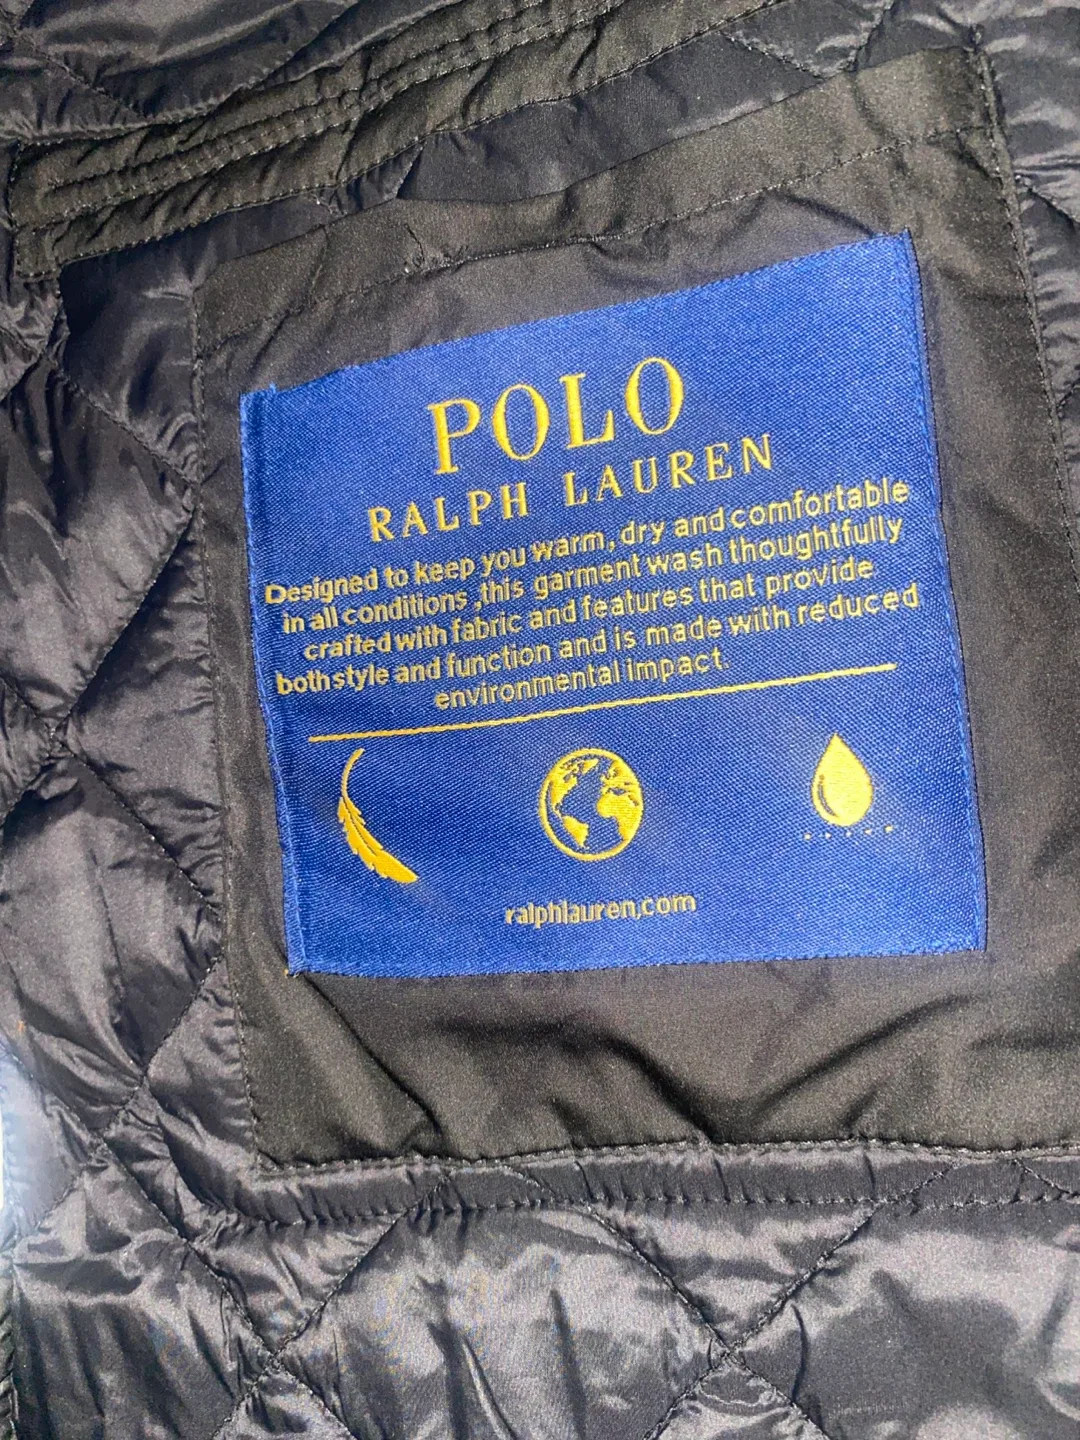 POLO
RALPH LAUREN
Designed to keep you warm, dry and comfortable
in all conditions ,this garment wash thoughtfully
crafted with fabric and features that provide
both style and function and is made with reduced
environmental impact.
ralphlauren.com